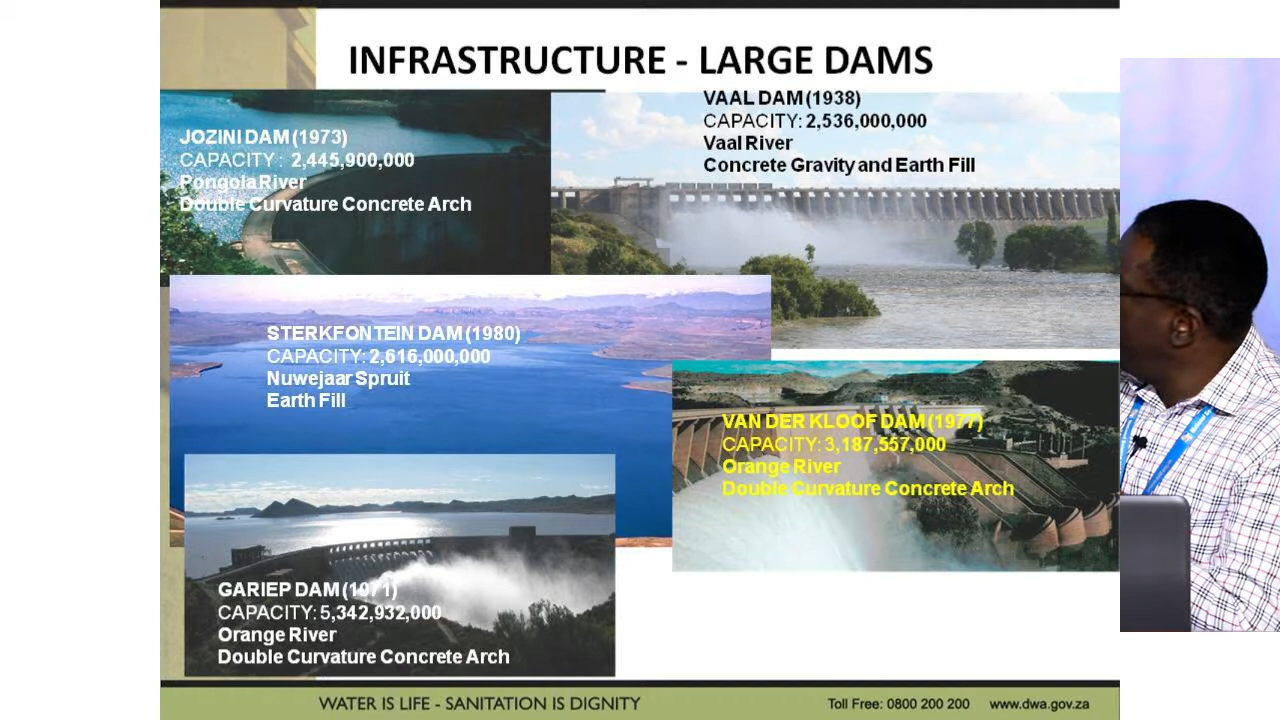 INFRASTRUCTURE - LARGE DAMS
JOZINI DAM (1973)
CAPACITY : 2,445,900,000
Pongola River
Double Curvature Concrete Arch
VAAL DAM (1938)
CAPACITY: 2,536,000,000
Vaal River
Concrete Gravity and Earth Fill
STERKFONTEIN DAM (1980)
CAPACITY: 2,616,000,000
Nuwejaar Spruit
Earth Fill
VAN DER KLOOF DAM (1977)
CAPACITY: 3,187,557,000
Orange River
Double Curvature Concrete Arch
GARIEP DAM (1971)
CAPACITY: 5,342,932,000
Orange River
Double Curvature Concrete Arch
WATER IS LIFE - SANITATION IS DIGNITY
Toll Free: 0800 200 200 www.dwa.gov.za